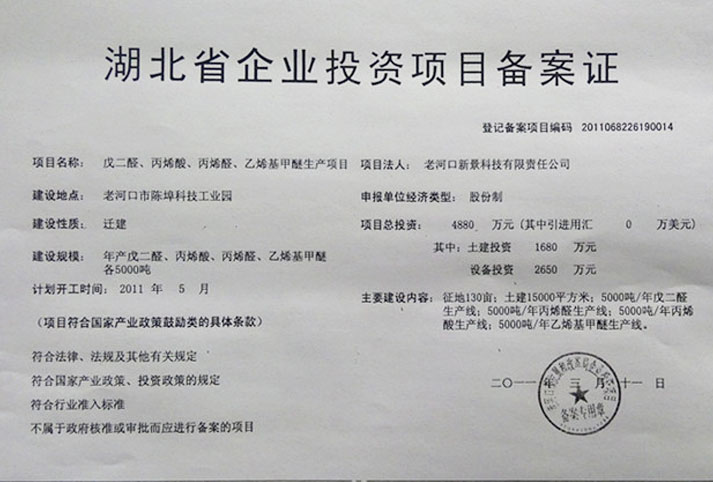 湖北省企业投资项目备案证
登记备案项目编码 2011068226190014
项目名称： 戊二醛、丙烯酸、丙烯醛、乙烯基甲醚生产项目
项目法人： 老河口新景科技有限责任公司
建设地点： 老河口市陈埠科技工业园
申报单位经济类型： 股份制
建设性质： 迁建
项目总投资： 4880 万元（其中引进用汇 0 万美元）
其中：土建投资 1680 万元
建设规模： 年产戊二醛、丙烯酸、丙烯醛、乙烯基甲醚
各5000吨
设备投资 2650 万元
计划开工时间： 2011 年 5 月
主要建设内容： 征地130亩；土建15000平方米；5000吨/年戊二醛
生产线；5000吨/年丙烯醛生产线；5000吨/年丙烯
酸生产线；5000吨/年乙烯基甲醚生产线。
（项目符合国家产业政策鼓励类的具体条款）
符合法律、法规及其他有关规定
符合国家产业政策、投资政策的规定
符合行业准入标准
不属于政府核准或审批而应进行备案的项目
二〇一一年 三 月 十一 日
备案专用章